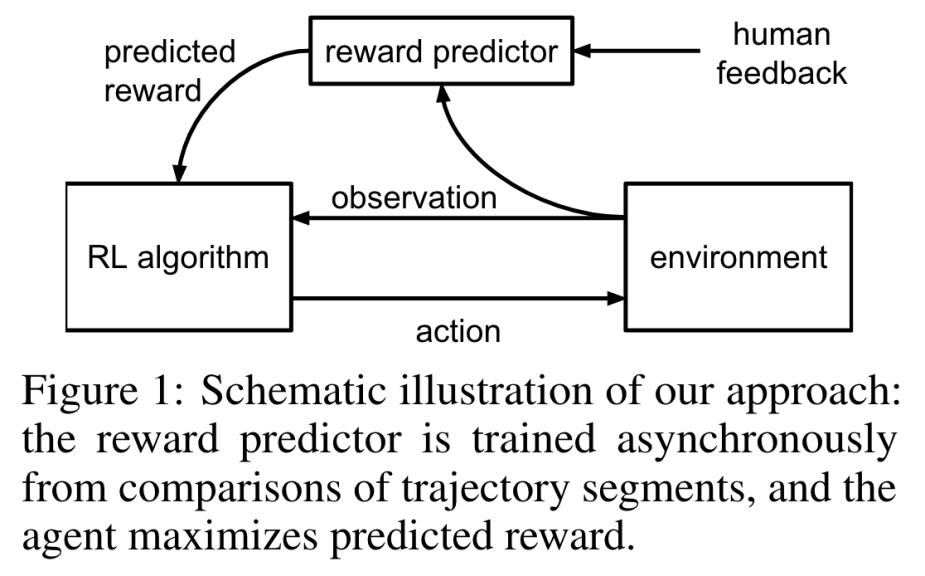 predicted
reward
reward predictor
human
feedback
observation
RL algorithm
environment
action
Figure 1: Schematic illustration of our approach:
the reward predictor is trained asynchronously
from comparisons of trajectory segments, and the
agent maximizes predicted reward.